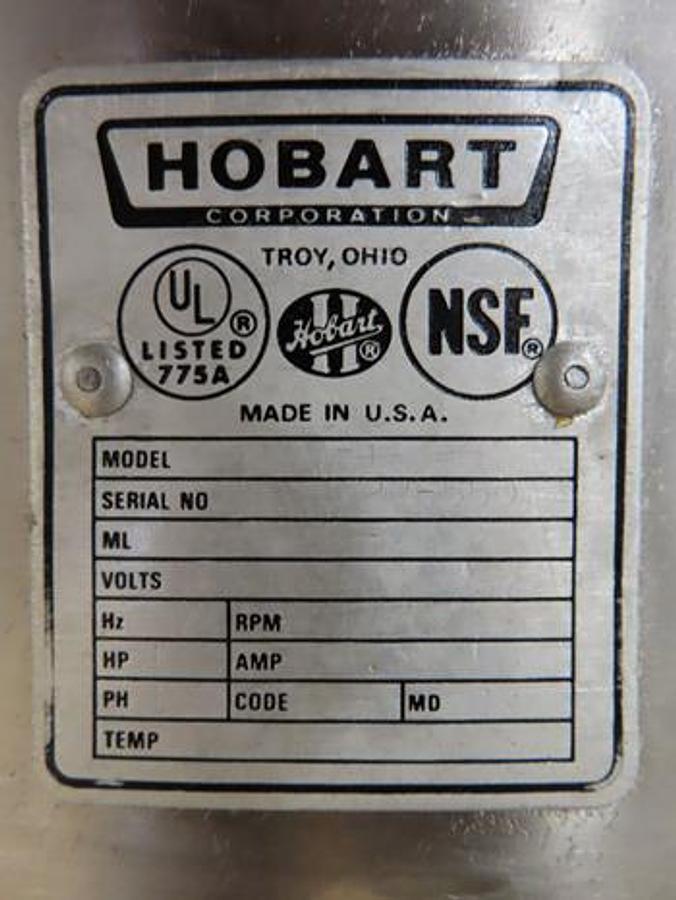 HOBART
CORPORATION
TROY, OHIO
UL ®
LISTED
775A
Hobart ®
H
NSF®
MADE IN U.S.A.
MODEL
SERIAL NO
ML
VOLTS
Hz RPM
HP AMP
PH CODE MD
TEMP